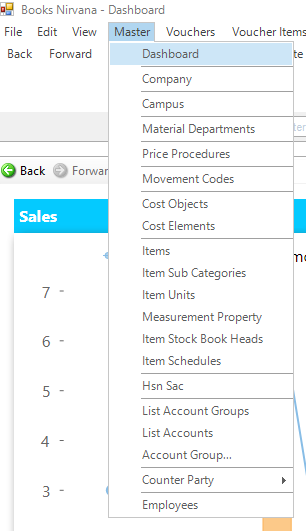 Books Nirvana - Dashboard
File Edit View Master Vouchers Voucher Items
Back Forward
Dashboard
Company
Campus
Material Departments
Price Procedures
Movement Codes
Back Forwar
Cost Objects
Sales
Cost Elements
Items
Item Sub Categories
7
Item Units
Measurement Property
6
Item Stock Book Heads
Item Schedules
5
Hsn Sac
List Account Groups
4
List Accounts
Account Group...
3
Counter Party
Employees